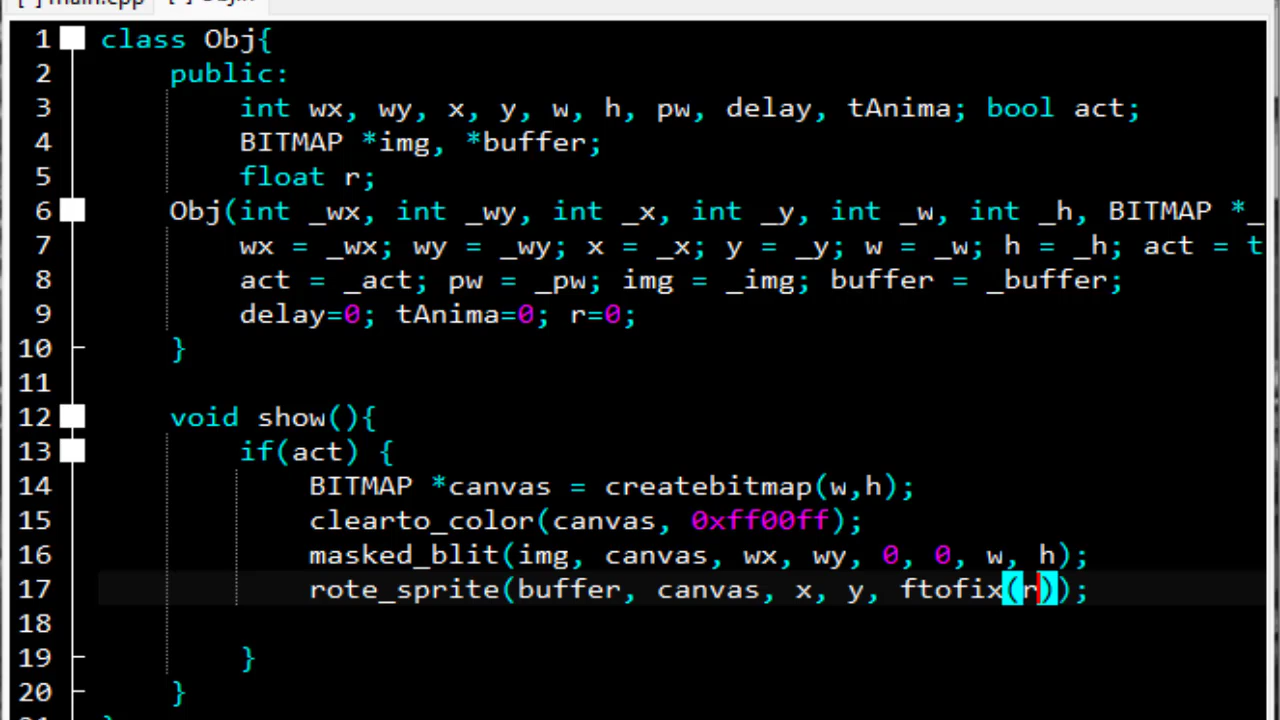 main.cpp
1 class Obj{
2 public:
3 int wx, wy, x, y, w, h, pw, delay, tAnima; bool act;
4 BITMAP *img, *buffer;
5 float r;
6 Obj(int _wx, int _wy, int _x, int _y, int _w, int _h, BITMAP *_
7 wx = _wx; wy = _wy; x = _x; y = _y; w = _w; h = _h; act = t
8 act = _act; pw = _pw; img = _img; buffer = _buffer;
9 delay=0; tAnima=0; r=0;
10 }
11
12 void show(){
13 if(act) {
14 BITMAP *canvas = createbitmap(w,h);
15 clearto_color(canvas, 0xff00ff);
16 masked_blit(img, canvas, wx, wy, 0, 0, w, h);
17 rote_sprite(buffer, canvas, x, y, ftofix(r));
18
19 }
20 }